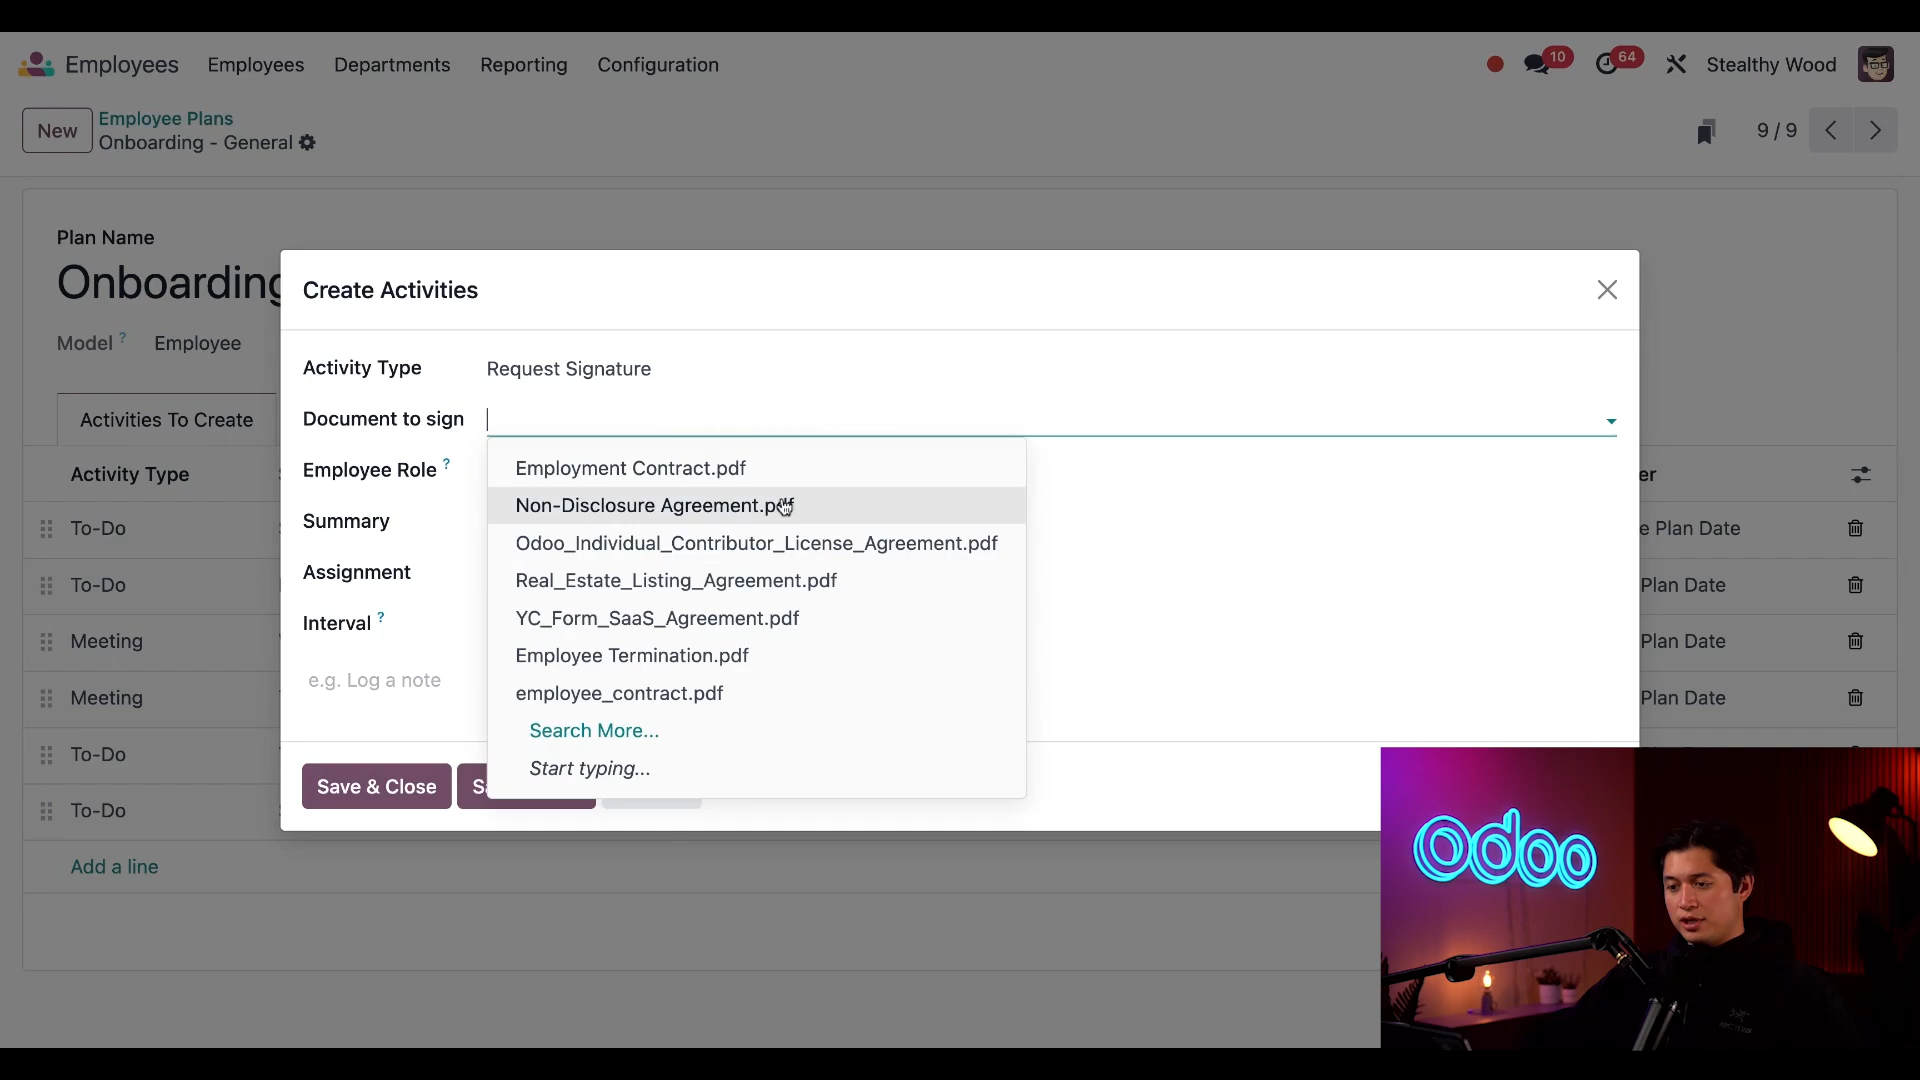 Employees
Employees
Departments
Reporting
Configuration
10
64
Stealthy Wood
New
Employee Plans
Onboarding - General
9 / 9
Plan Name
Onboarding
Model ?
Employee
Create Activities
Activity Type
Request Signature
Document to sign
Employee Role ?
Summary
Assignment
Interval ?
e.g. Log a note
Employment Contract.pdf
Non-Disclosure Agreement.pdf
Odoo_Individual_Contributor_License_Agreement.pdf
Real_Estate_Listing_Agreement.pdf
YC_Form_SaaS_Agreement.pdf
Employee Termination.pdf
employee_contract.pdf
Search More...
Start typing...
Save & Close
Activities To Create
Activity Type
To-Do
Plan Date
To-Do
Plan Date
Meeting
Plan Date
Meeting
Plan Date
To-Do
To-Do
Add a line
odoo